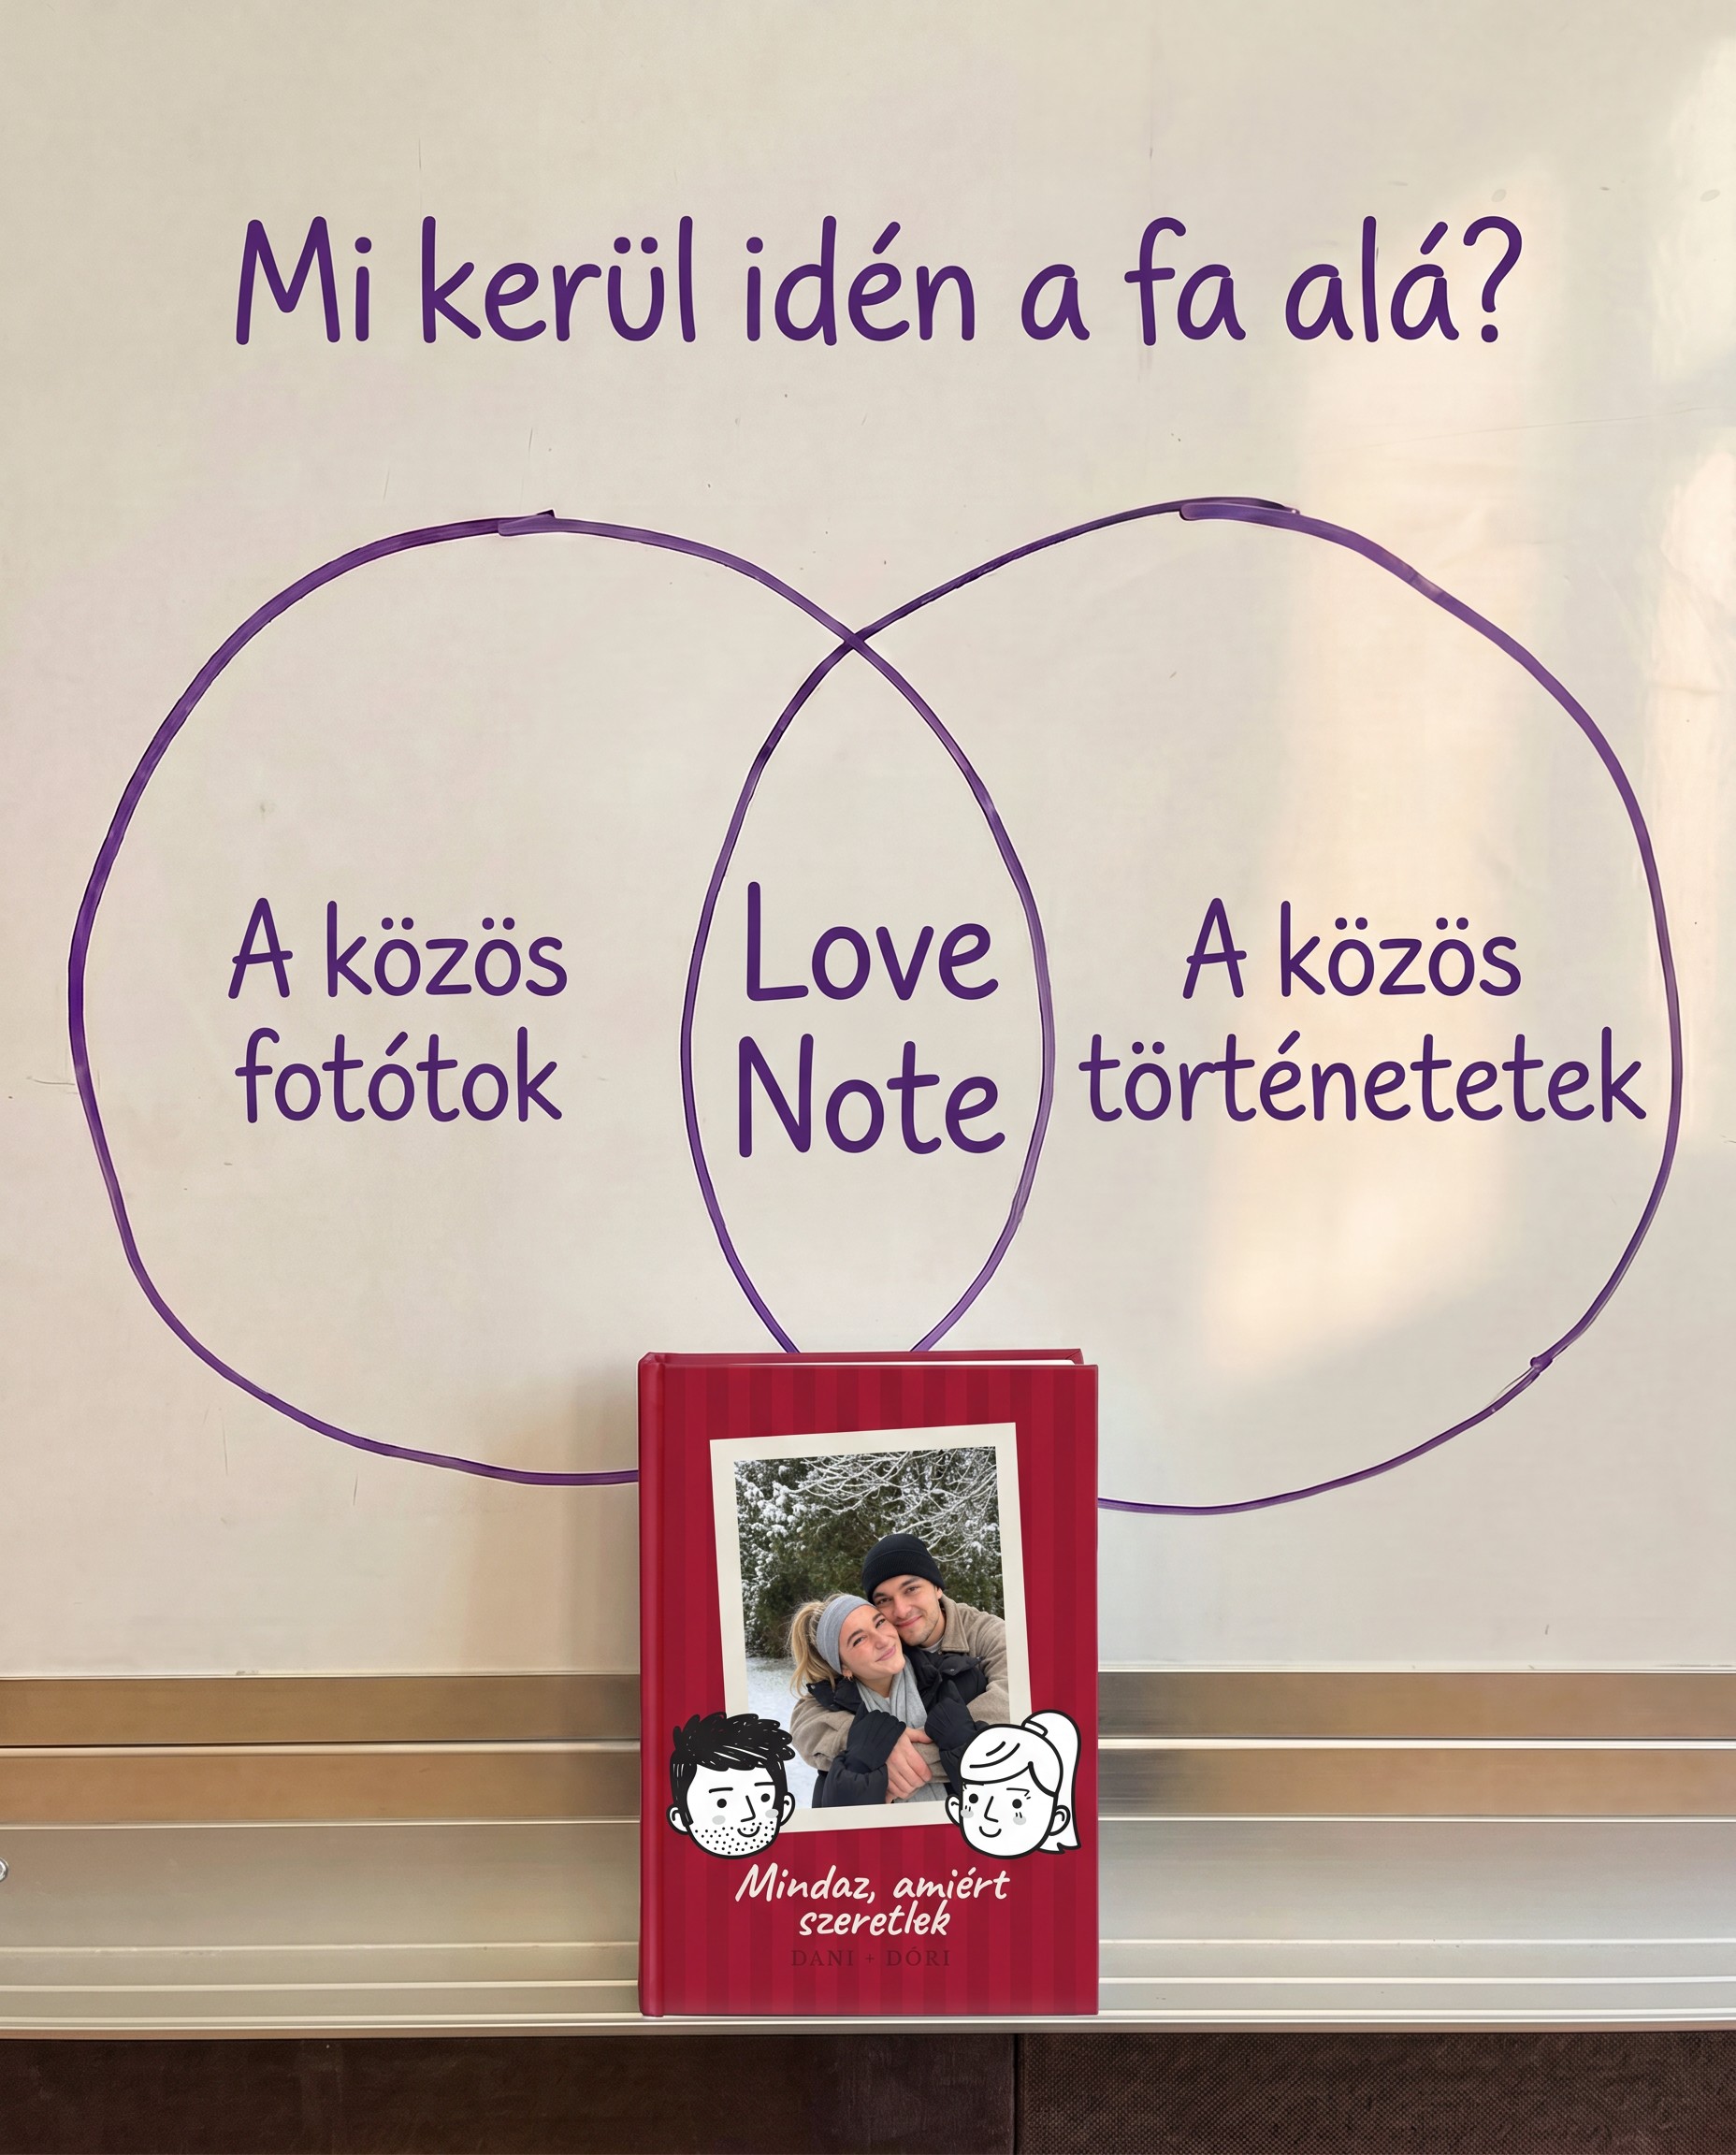 Mi kerül idén a fa alá?
A közös
fotótok
Love
Note
A közös
történetetek
Mindaz, amiért
szeretlek
DANI + DÓRI